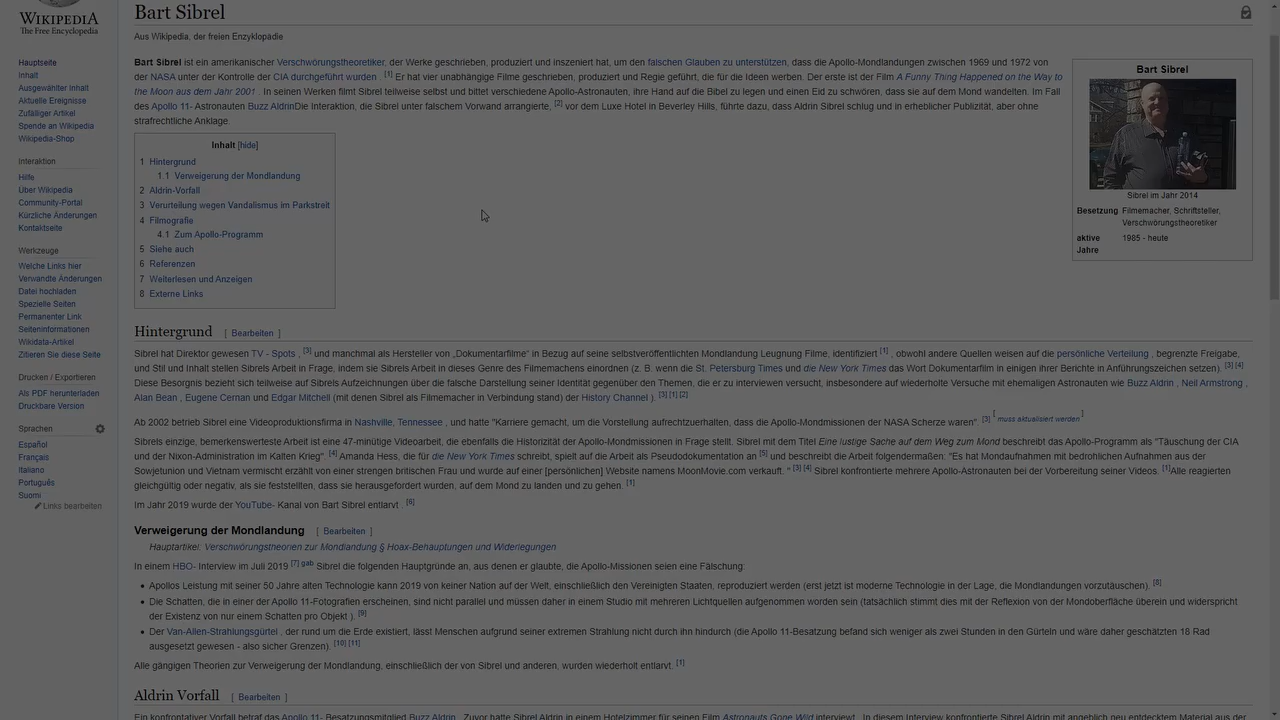 WIKIPEDIA
The Free Encyclopedia
Hauptseite
Inhalt
Ausgewählter Inhalt
Aktuelle Ereignisse
Zufälliger Artikel
Spende an Wikipedia
Wikipedia-Shop
Interaktion
Hilfe
Über Wikipedia
Community-Portal
Kürzliche Änderungen
Kontaktseite
Werkzeuge
Welche Links hier
Verwandte Änderungen
Datei hochladen
Spezielle Seiten
Permanenter Link
Seiteninformationen
Wikidata-Artikel
Zitieren Sie diese Seite
Drucken / Exportieren
Als PDF herunterladen
Druckbare Version
Sprachen
Español
Français
Italiano
Português
Suomi
Links bearbeiten
Bart Sibrel
Aus Wikipedia, der freien Enzyklopädie
Bart Sibrel ist ein amerikanischer Verschwörungstheoretiker, der Werke geschrieben, produziert und inszeniert hat, um den falschen Glauben zu unterstützen, dass die Apollo-Mondlandungen zwischen 1969 und 1972 von
der NASA unter der Kontrolle der CIA durchgeführt wurden . [1] Er hat vier unabhängige Filme geschrieben, produziert und Regie geführt, die für die Ideen werben. Der erste ist der Film A Funny Thing Happened on the Way to
the Moon aus dem Jahr 2001 . In seinen Werken filmt Sibrel teilweise selbst und bittet verschiedene Apollo-Astronauten, ihre Hand auf die Bibel zu legen und einen Eid zu schwören, dass sie auf dem Mond wandelten. Im Fall
des Apollo 11- Astronauten Buzz AldrinDie Interaktion, die Sibrel unter falschem Vorwand arrangierte, [2] vor dem Luxe Hotel in Beverley Hills, führte dazu, dass Aldrin Sibrel schlug und in erheblicher Publizität, aber ohne
strafrechtliche Anklage.
Bart Sibrel
Sibrel im Jahr 2014
Besetzung Filmemacher, Schriftsteller,
Verschwörungstheoretiker
aktive 1985 - heute
Jahre
Inhalt [hide]
1 Hintergrund
1.1 Verweigerung der Mondlandung
2 Aldrin-Vorfall
3 Verurteilung wegen Vandalismus im Parkstreit
4 Filmografie
4.1 Zum Apollo-Programm
5 Siehe auch
6 Referenzen
7 Weiterlesen und Anzeigen
8 Externe Links
Hintergrund [ Bearbeiten ]
Sibrel hat Direktor gewesen TV - Spots , [3] und manchmal als Hersteller von „Dokumentarfilme“ in Bezug auf seine selbstveröffentlichten Mondlandung Leugnung Filme, identifiziert [1] , obwohl andere Quellen weisen auf die persönliche Verteilung , begrenzte Freigabe,
und Stil und Inhalt stellen Sibrels Arbeit in Frage, indem sie Sibrels Arbeit in dieses Genre des Filmemachens einordnen (z. B. wenn die St. Petersburg Times und die New York Times das Wort Dokumentarfilm in einigen ihrer Berichte in Anführungszeichen setzen). [3] [4]
Diese Besorgnis bezieht sich teilweise auf Sibrels Aufzeichnungen über die falsche Darstellung seiner Identität gegenüber den Themen, die er zu interviewen versucht, insbesondere auf wiederholte Versuche mit ehemaligen Astronauten wie Buzz Aldrin , Neil Armstrong ,
Alan Bean , Eugene Cernan und Edgar Mitchell (mit denen Sibrel als Filmemacher in Verbindung stand) der History Channel ). [3] [1] [2]
Ab 2002 betrieb Sibrel eine Videoproduktionsfirma in Nashville, Tennessee , und hatte "Karriere gemacht, um die Vorstellung aufrechtzuerhalten, dass die Apollo-Mondmissionen der NASA Scherze waren". [3] [ muss aktualisiert werden ]
Sibrels einzige, bemerkenswerteste Arbeit ist eine 47-minütige Videoarbeit, die ebenfalls die Historizität der Apollo-Mondmissionen in Frage stellt. Sibrel mit dem Titel Eine lustige Sache auf dem Weg zum Mond beschreibt das Apollo-Programm als "Täuschung der CIA
und der Nixon-Administration im Kalten Krieg". [4] Amanda Hess, die für die New York Times schreibt, spielt auf die Arbeit als Pseudodokumentation an [5] und beschreibt die Arbeit folgendermaßen: "Es hat Mondaufnahmen mit bedrohlichen Aufnahmen aus der
Sowjetunion und Vietnam vermischt erzählt von einer strengen britischen Frau und wurde auf einer [persönlichen] Website namens MoonMovie.com verkauft. " [3] [4] Sibrel konfrontierte mehrere Apollo-Astronauten bei der Vorbereitung seiner Videos. [1]Alle reagierten
gleichgültig oder negativ, als sie feststellten, dass sie herausgefordert wurden, auf dem Mond zu landen und zu gehen. [1]
Im Jahr 2019 wurde der YouTube- Kanal von Bart Sibrel entlarvt . [6]
Verweigerung der Mondlandung [ Bearbeiten ]
Hauptartikel: Verschwörungstheorien zur Mondlandung § Hoax-Behauptungen und Widerlegungen
In einem HBO- Interview im Juli 2019 [7] gab Sibrel die folgenden Hauptgründe an, aus denen er glaubte, die Apollo-Missionen seien eine Fälschung:
• Apollos Leistung mit seiner 50 Jahre alten Technologie kann 2019 von keiner Nation auf der Welt, einschließlich den Vereinigten Staaten, reproduziert werden (erst jetzt ist moderne Technologie in der Lage, die Mondlandungen vorzutäuschen). [8]
• Die Schatten, die in einer der Apollo 11-Fotografien erscheinen, sind nicht parallel und müssen daher in einem Studio mit mehreren Lichtquellen aufgenommen worden sein (tatsächlich stimmt dies mit der Reflexion von der Mondoberfläche überein und widerspricht
der Existenz von nur einem Schatten pro Objekt ). [9]
• Der Van-Allen-Strahlungsgürtel , der rund um die Erde existiert, lässt Menschen aufgrund seiner extremen Strahlung nicht durch ihn hindurch (die Apollo 11-Besatzung befand sich weniger als zwei Stunden in den Gürteln und wäre daher geschätzten 18 Rad
ausgesetzt gewesen - also sicher Grenzen). [10] [11]
Alle gängigen Theorien zur Verweigerung der Mondlandung, einschließlich der von Sibrel und anderen, wurden wiederholt entlarvt. [1]
Aldrin Vorfall [ Bearbeiten ]
Ein konfrontativer Vorfall betraf das Apollo 11- Besatzungsmitglied Buzz Aldrin . Zuvor hatte Sibrel Aldrin in einem Hotelzimmer für seinen Film Astronauts Gone Wild interviewt . In diesem Interview konfrontierte Sibrel Aldrin mit angeblich neu entdecktem Material aus der